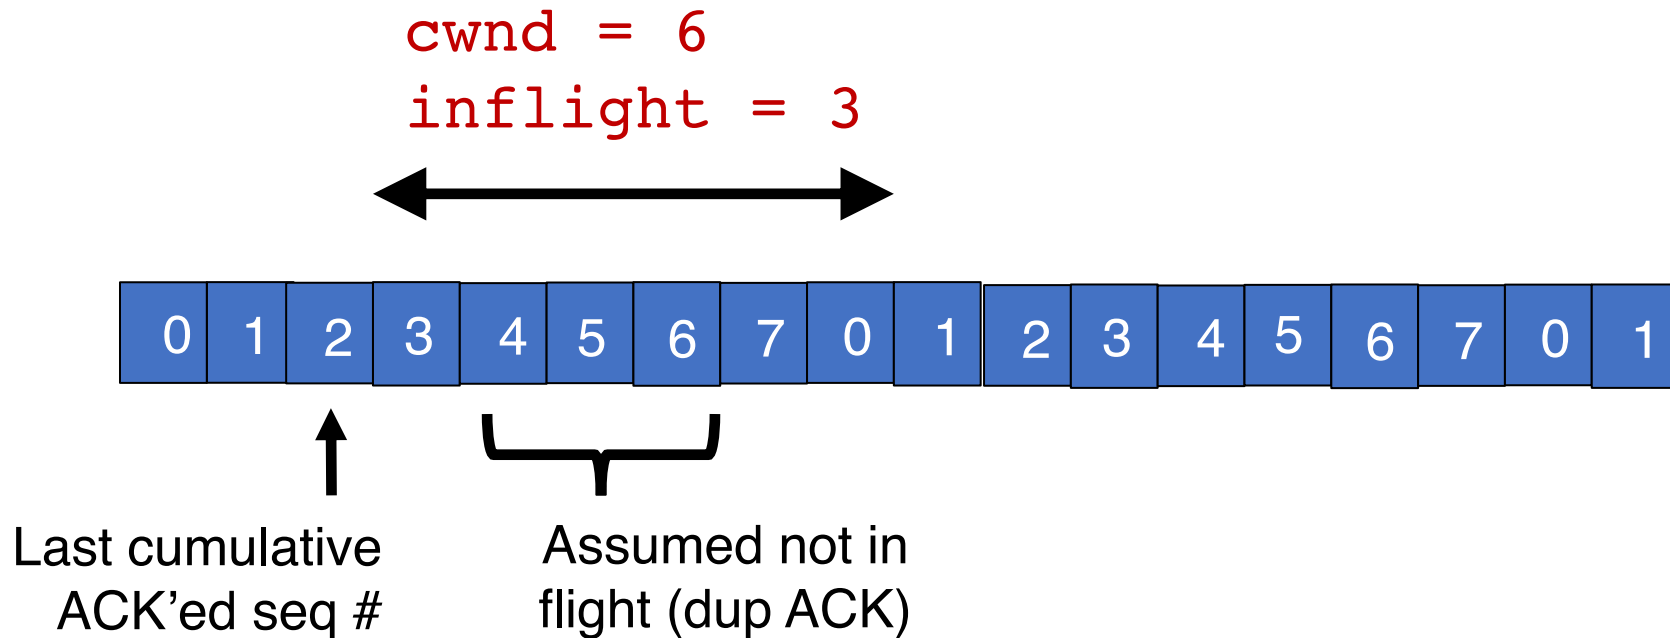 cwnd = 6
inflight = 3
0 1 2 3 4 5 6 7 0 1 2 3 4 5 6 7 0 1
Last cumulative
ACK’ed seq #
Assumed not in
flight (dup ACK)